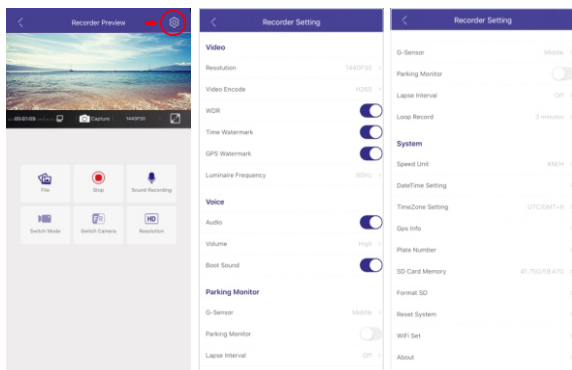 Recorder Preview
00:01:09
Capture
1440P30
File
Stop
Sound Recording
Switch Mode
Switch Camera
HD
Resolution
Recorder Setting
Video
Resolution
1440P30
Video Encode
H265
WDR
Time Watermark
GPS Watermark
Luminaire Frequency
60Hz
Voice
Audio
Volume
High
Boot Sound
Parking Monitor
G-Sensor
Middle
Parking Monitor
Lapse Interval
Off
Recorder Setting
G-Sensor
Middle
Parking Monitor
Lapse Interval
Off
Loop Record
3 minutes
System
Speed Unit
KM/H
DateTime Setting
TimeZone Setting
UTC/GMT+8
Gps Info
Plate Number
SD Card Memory
Format SD
Reset System
WiFi Set
About